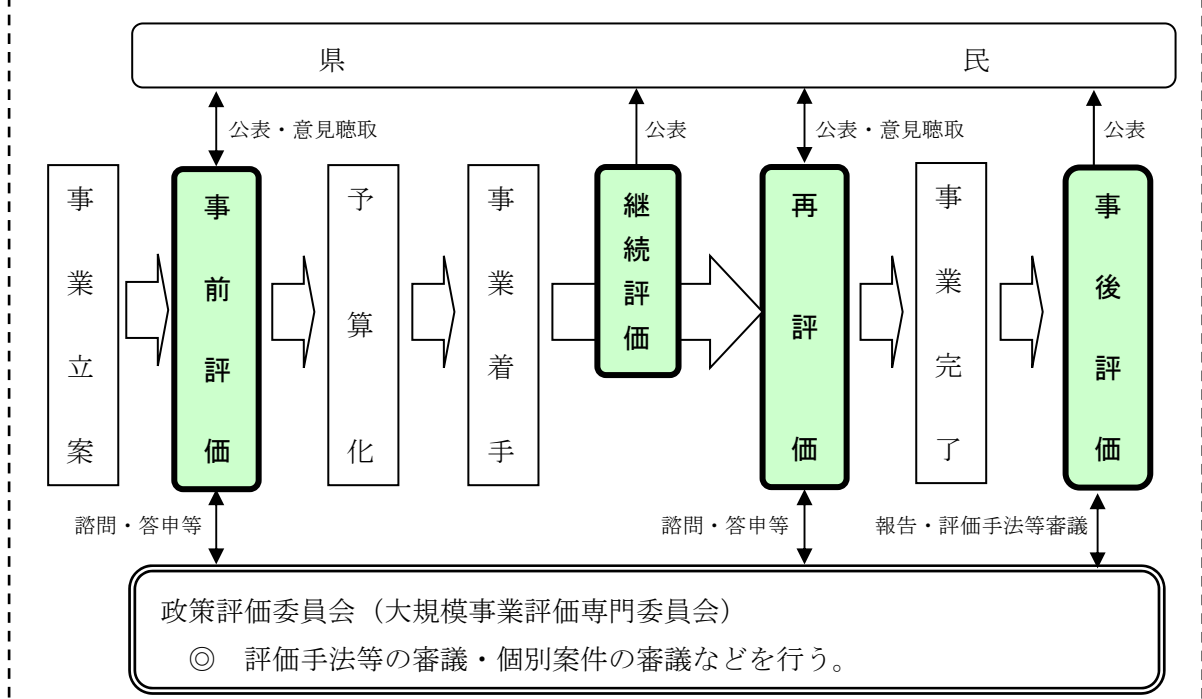 県 民
公表・意見聴取
公表
公表・意見聴取
公表
事業立案
事前評価
予算化
事業着手
継続評価
再評価
事業完了
事後評価
諮問・答申等
諮問・答申等
報告・評価手法等審議
政策評価委員会（大規模事業評価専門委員会）
◎ 評価手法等の審議・個別案件の審議などを行う。